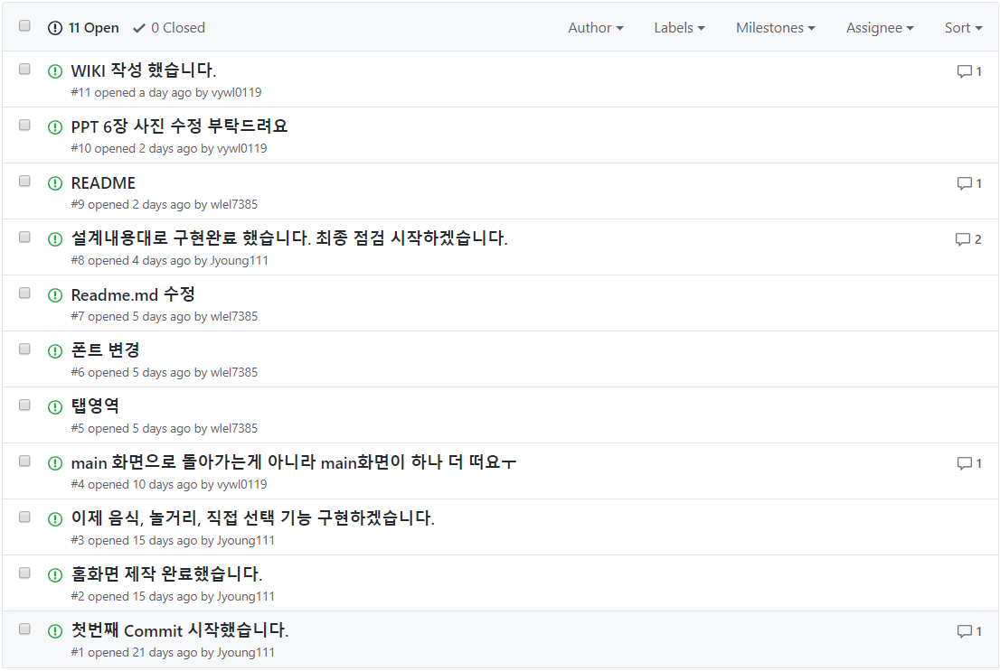 11 Open 0 Closed Author Labels Milestones Assignee Sort
WIKI 작성 했습니다. 1
#11 opened a day ago by vywl0119
PPT 6장 사진 수정 부탁드려요
#10 opened 2 days ago by vywl0119
README 1
#9 opened 2 days ago by wlel7385
설계내용대로 구현완료 했습니다. 최종 점검 시작하겠습니다. 2
#8 opened 4 days ago by Jyoung111
Readme.md 수정
#7 opened 5 days ago by wlel7385
폰트 변경
#6 opened 5 days ago by wlel7385
탭영역
#5 opened 5 days ago by wlel7385
main 화면으로 돌아가는게 아니라 main화면이 하나 더 떠요ㅜ 1
#4 opened 10 days ago by vywl0119
이제 음식, 놀거리, 직접 선택 기능 구현하겠습니다.
#3 opened 15 days ago by Jyoung111
홈화면 제작 완료했습니다.
#2 opened 15 days ago by Jyoung111
첫번째 Commit 시작했습니다. 1
#1 opened 21 days ago by Jyoung111